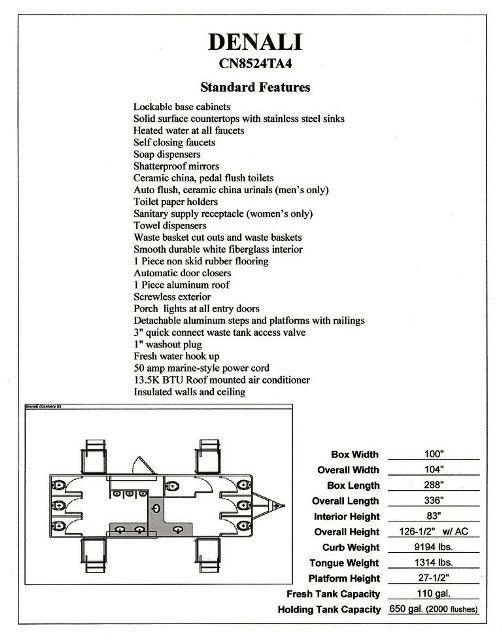 DENALI
CN8524TA4
Standard Features
Lockable base cabinets
Solid surface countertops with stainless steel sinks
Heated water at all faucets
Self closing faucets
Soap dispensers
Shatterproof mirrors
Ceramic china, pedal flush toilets
Auto flush, ceramic china urinals (men's only)
Toilet paper holders
Sanitary supply receptacle (women's only)
Towel dispensers
Waste basket cut outs and waste baskets
Smooth durable white fiberglass interior
1 Piece non skid rubber flooring
Automatic door closers
1 Piece aluminum roof
Screwless exterior
Porch lights at all entry doors
Detachable aluminum steps and platforms with railings
3" quick connect waste tank access valve
1" washout plug
Fresh water hook up
50 amp marine-style power cord
13.5K BTU Roof mounted air conditioner
Insulated walls and ceiling
Denali
Box Width 100"
Overall Width 104"
Box Length 288"
Overall Length 336"
Interior Height 83"
Overall Height 126-1/2" w/ AC
Curb Weight 9194 lbs.
Tongue Weight 1314 lbs.
Platform Height 27-1/2"
Fresh Tank Capacity 110 gal.
Holding Tank Capacity 650 gal. (2000 flushes)